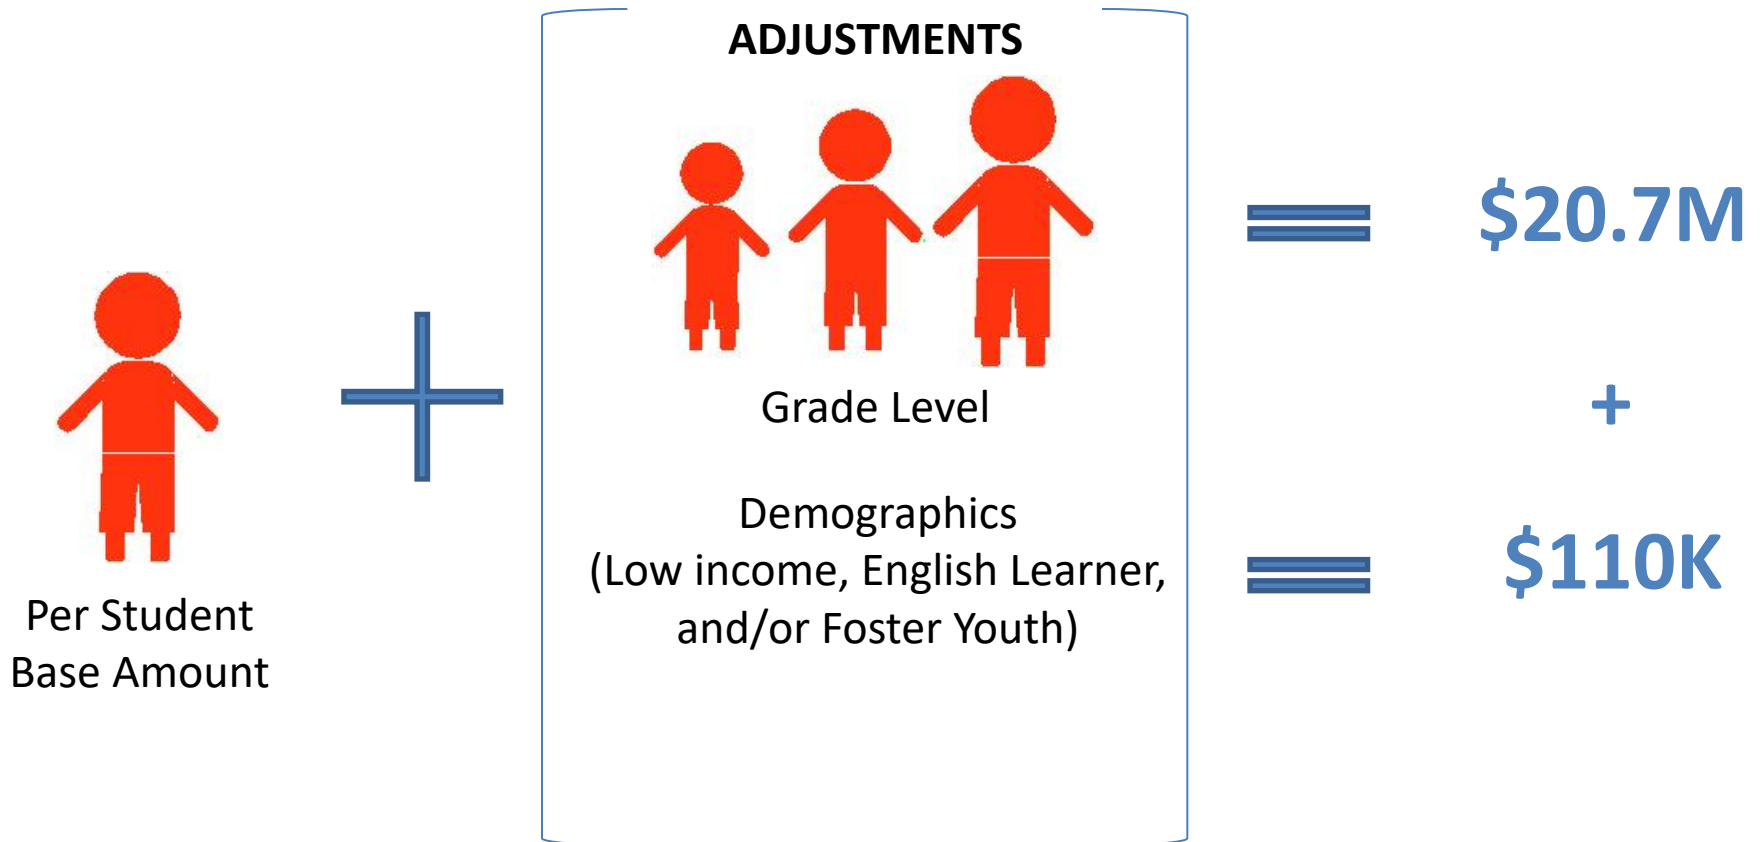 ADJUSTMENTS
Grade Level
Demographics
(Low income, English Learner,
and/or Foster Youth)
Per Student
Base Amount
$20.7M
+
$110K